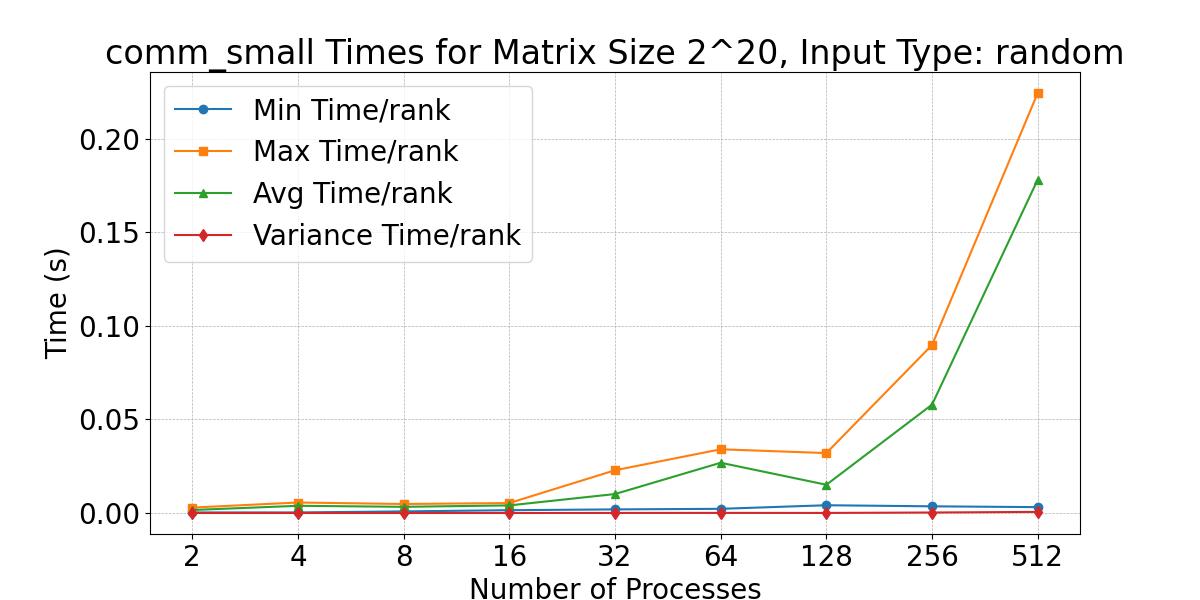 comm_small Times for Matrix Size 2^20, Input Type: random
Min Time/rank
Max Time/rank
Avg Time/rank
Variance Time/rank
Time (s)
0.20
0.15
0.10
0.05
0.00
2 4 8 16 32 64 128 256 512
Number of Processes